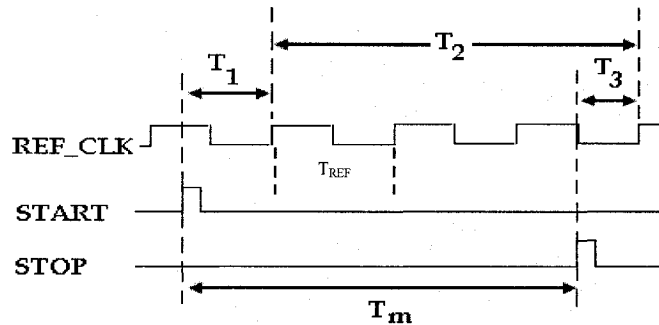 T2
T1
T3
REF_CLK
TREF
START
STOP
Tm